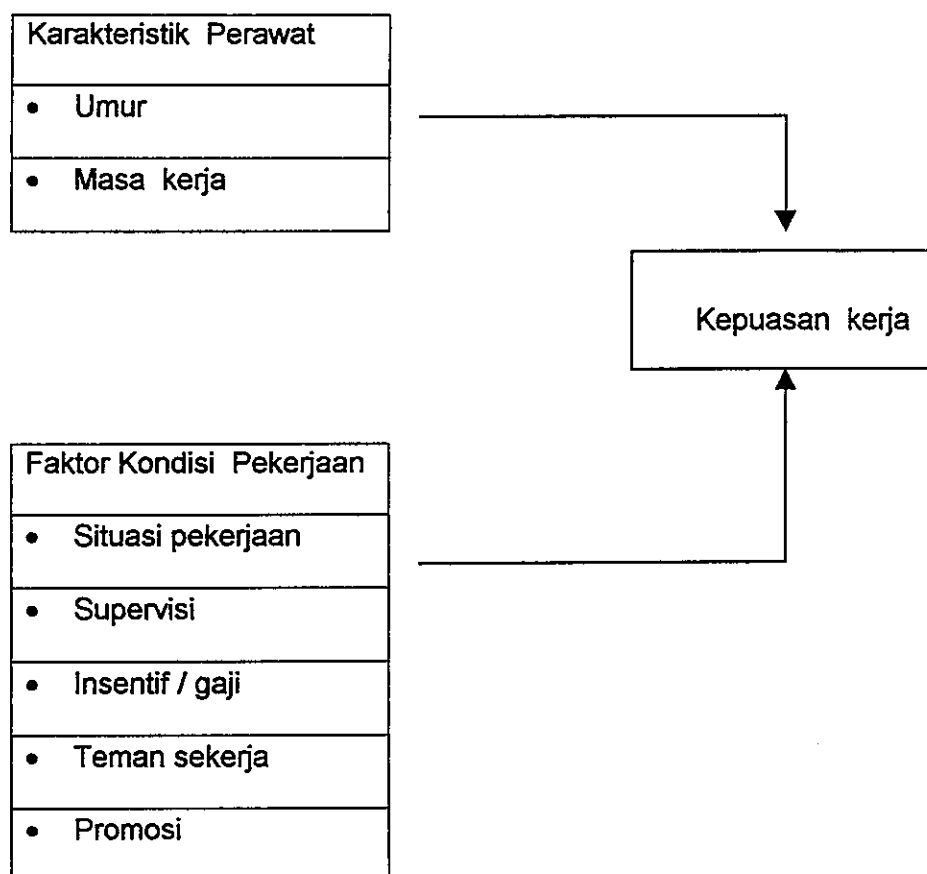 Karakteristik Perawat
• Umur
• Masa kerja
Kepuasan kerja
Faktor Kondisi Pekerjaan
• Situasi pekerjaan
• Supervisi
• Insentif / gaji
• Teman sekerja
• Promosi